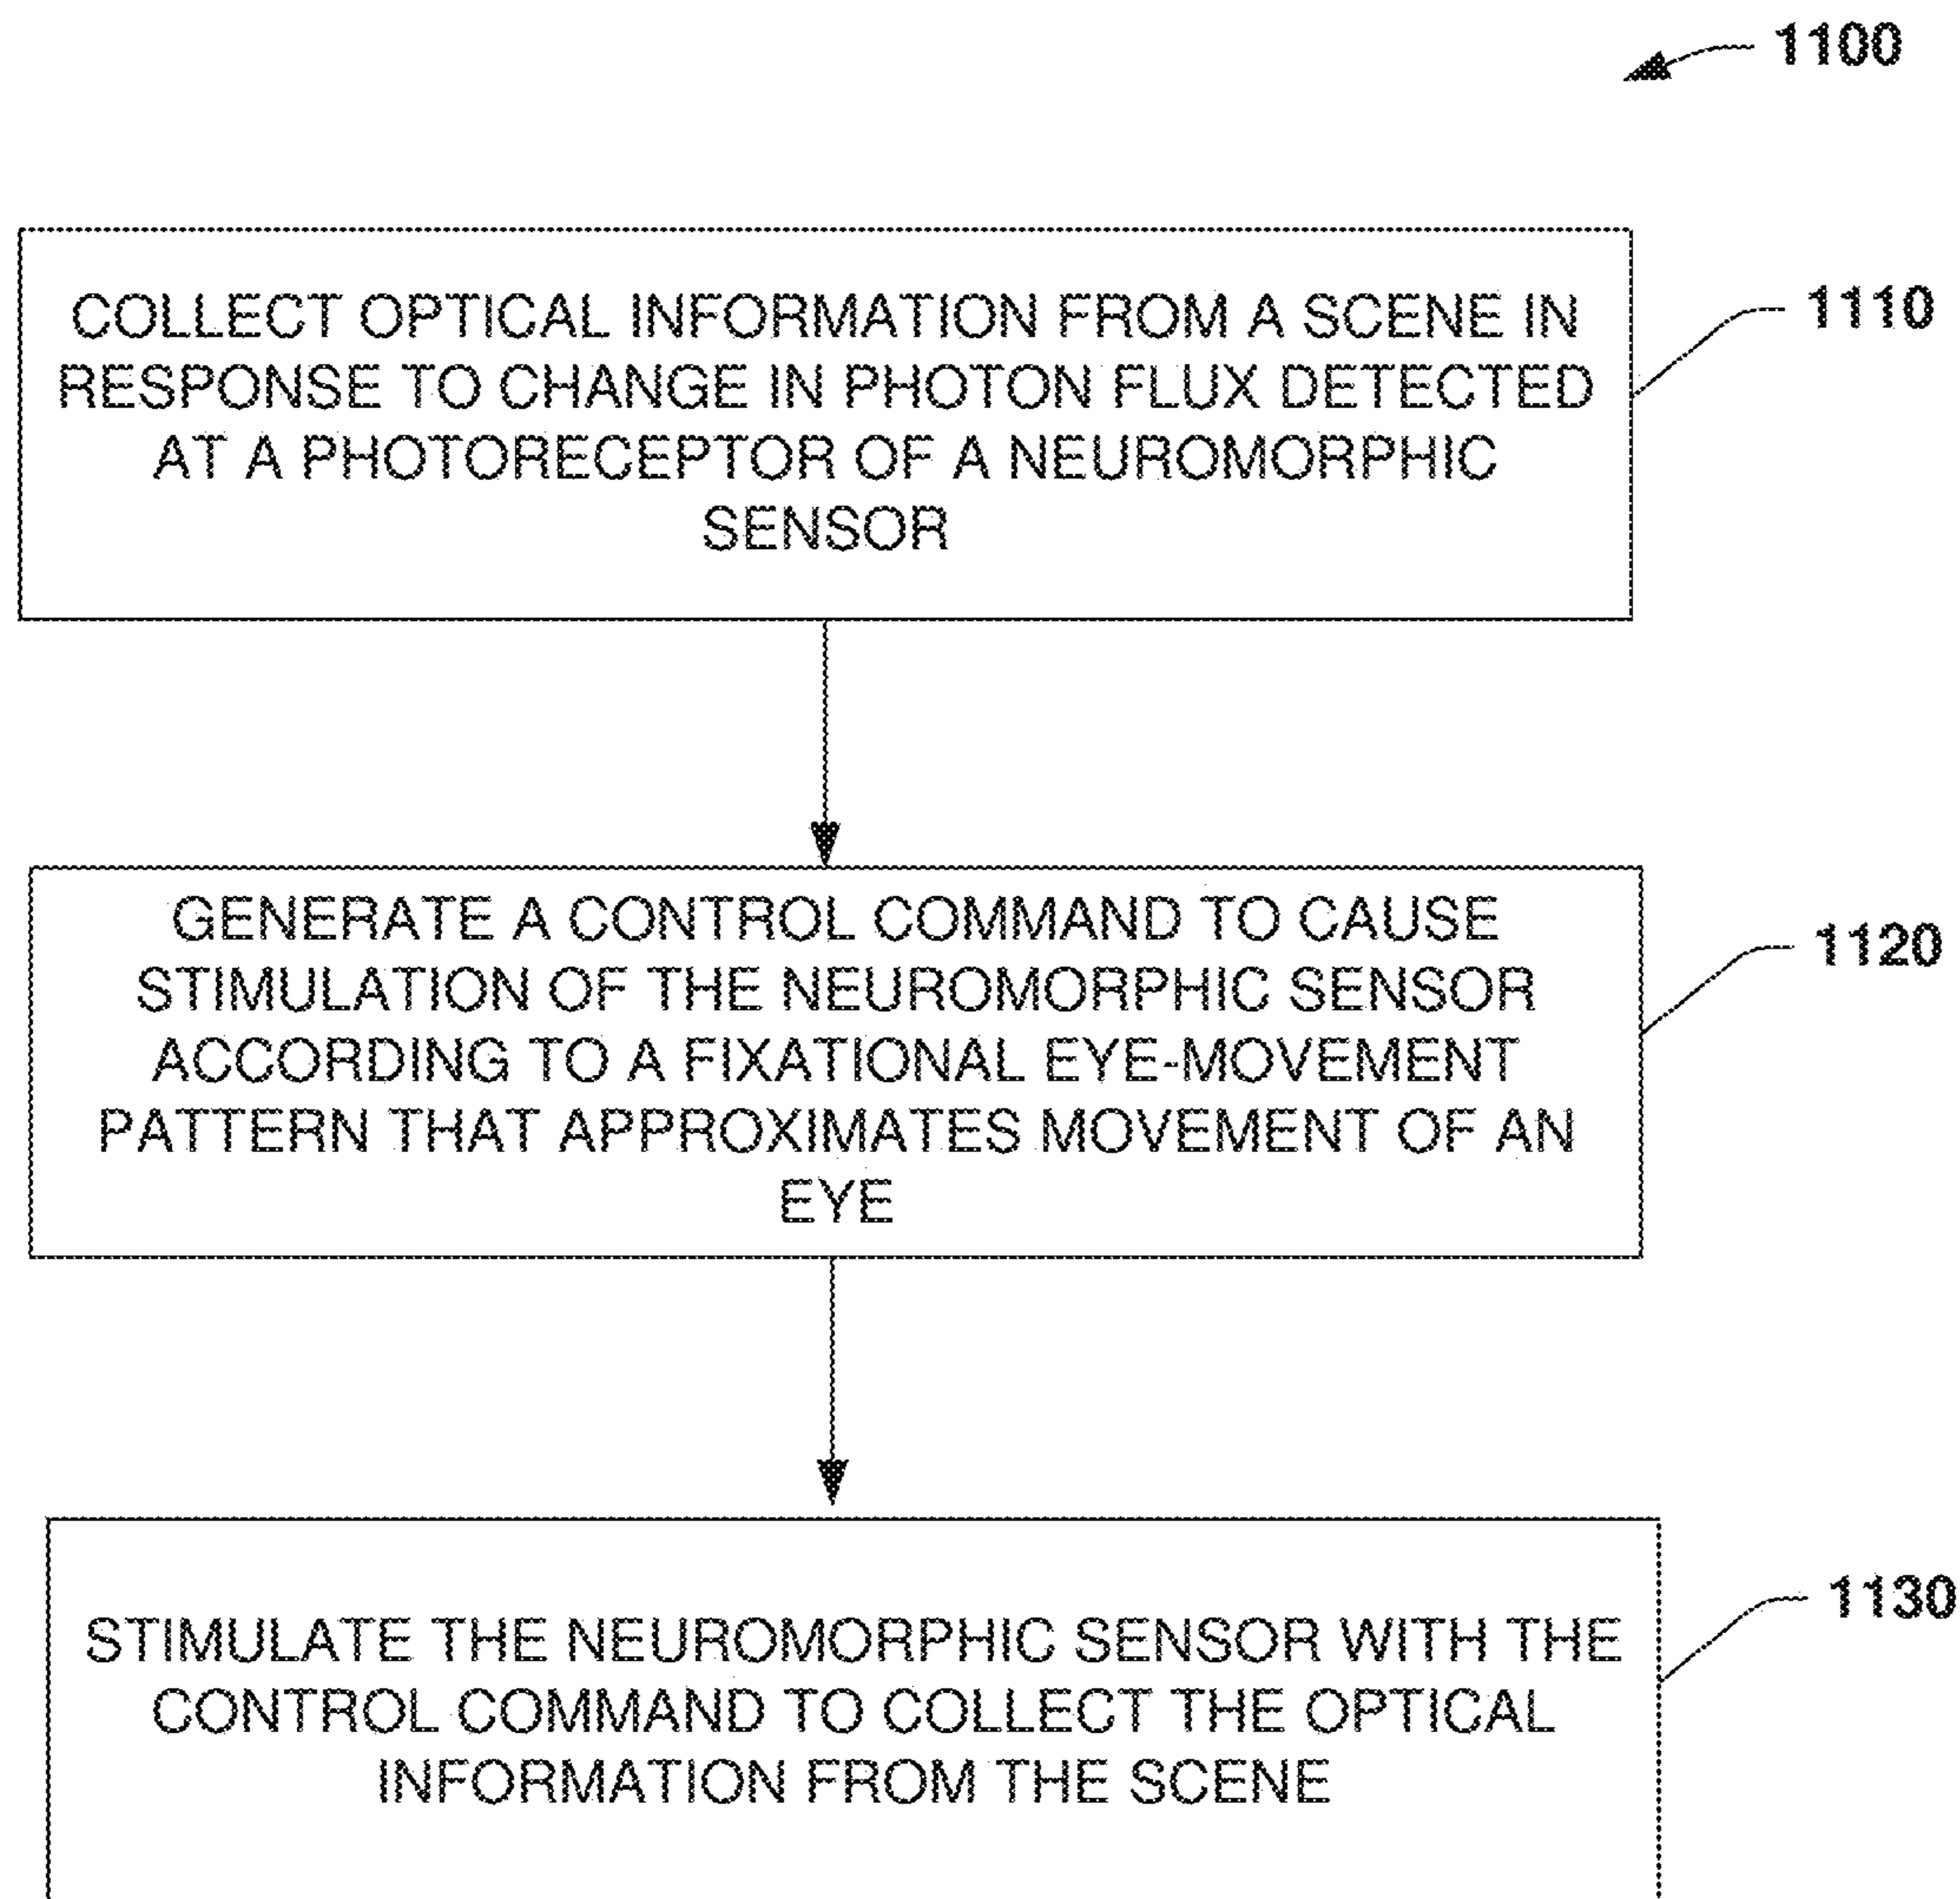 1100
COLLECT OPTICAL INFORMATION FROM A SCENE IN
RESPONSE TO CHANGE IN PHOTON FLUX DETECTED
AT A PHOTORECEPTOR OF A NEUROMORPHIC
SENSOR
1110
GENERATE A CONTROL COMMAND TO CAUSE
STIMULATION OF THE NEUROMORPHIC SENSOR
ACCORDING TO A FIXATIONAL EYE-MOVEMENT
PATTERN THAT APPROXIMATES MOVEMENT OF AN
EYE
1120
STIMULATE THE NEUROMORPHIC SENSOR WITH THE
CONTROL COMMAND TO COLLECT THE OPTICAL
INFORMATION FROM THE SCENE
1130